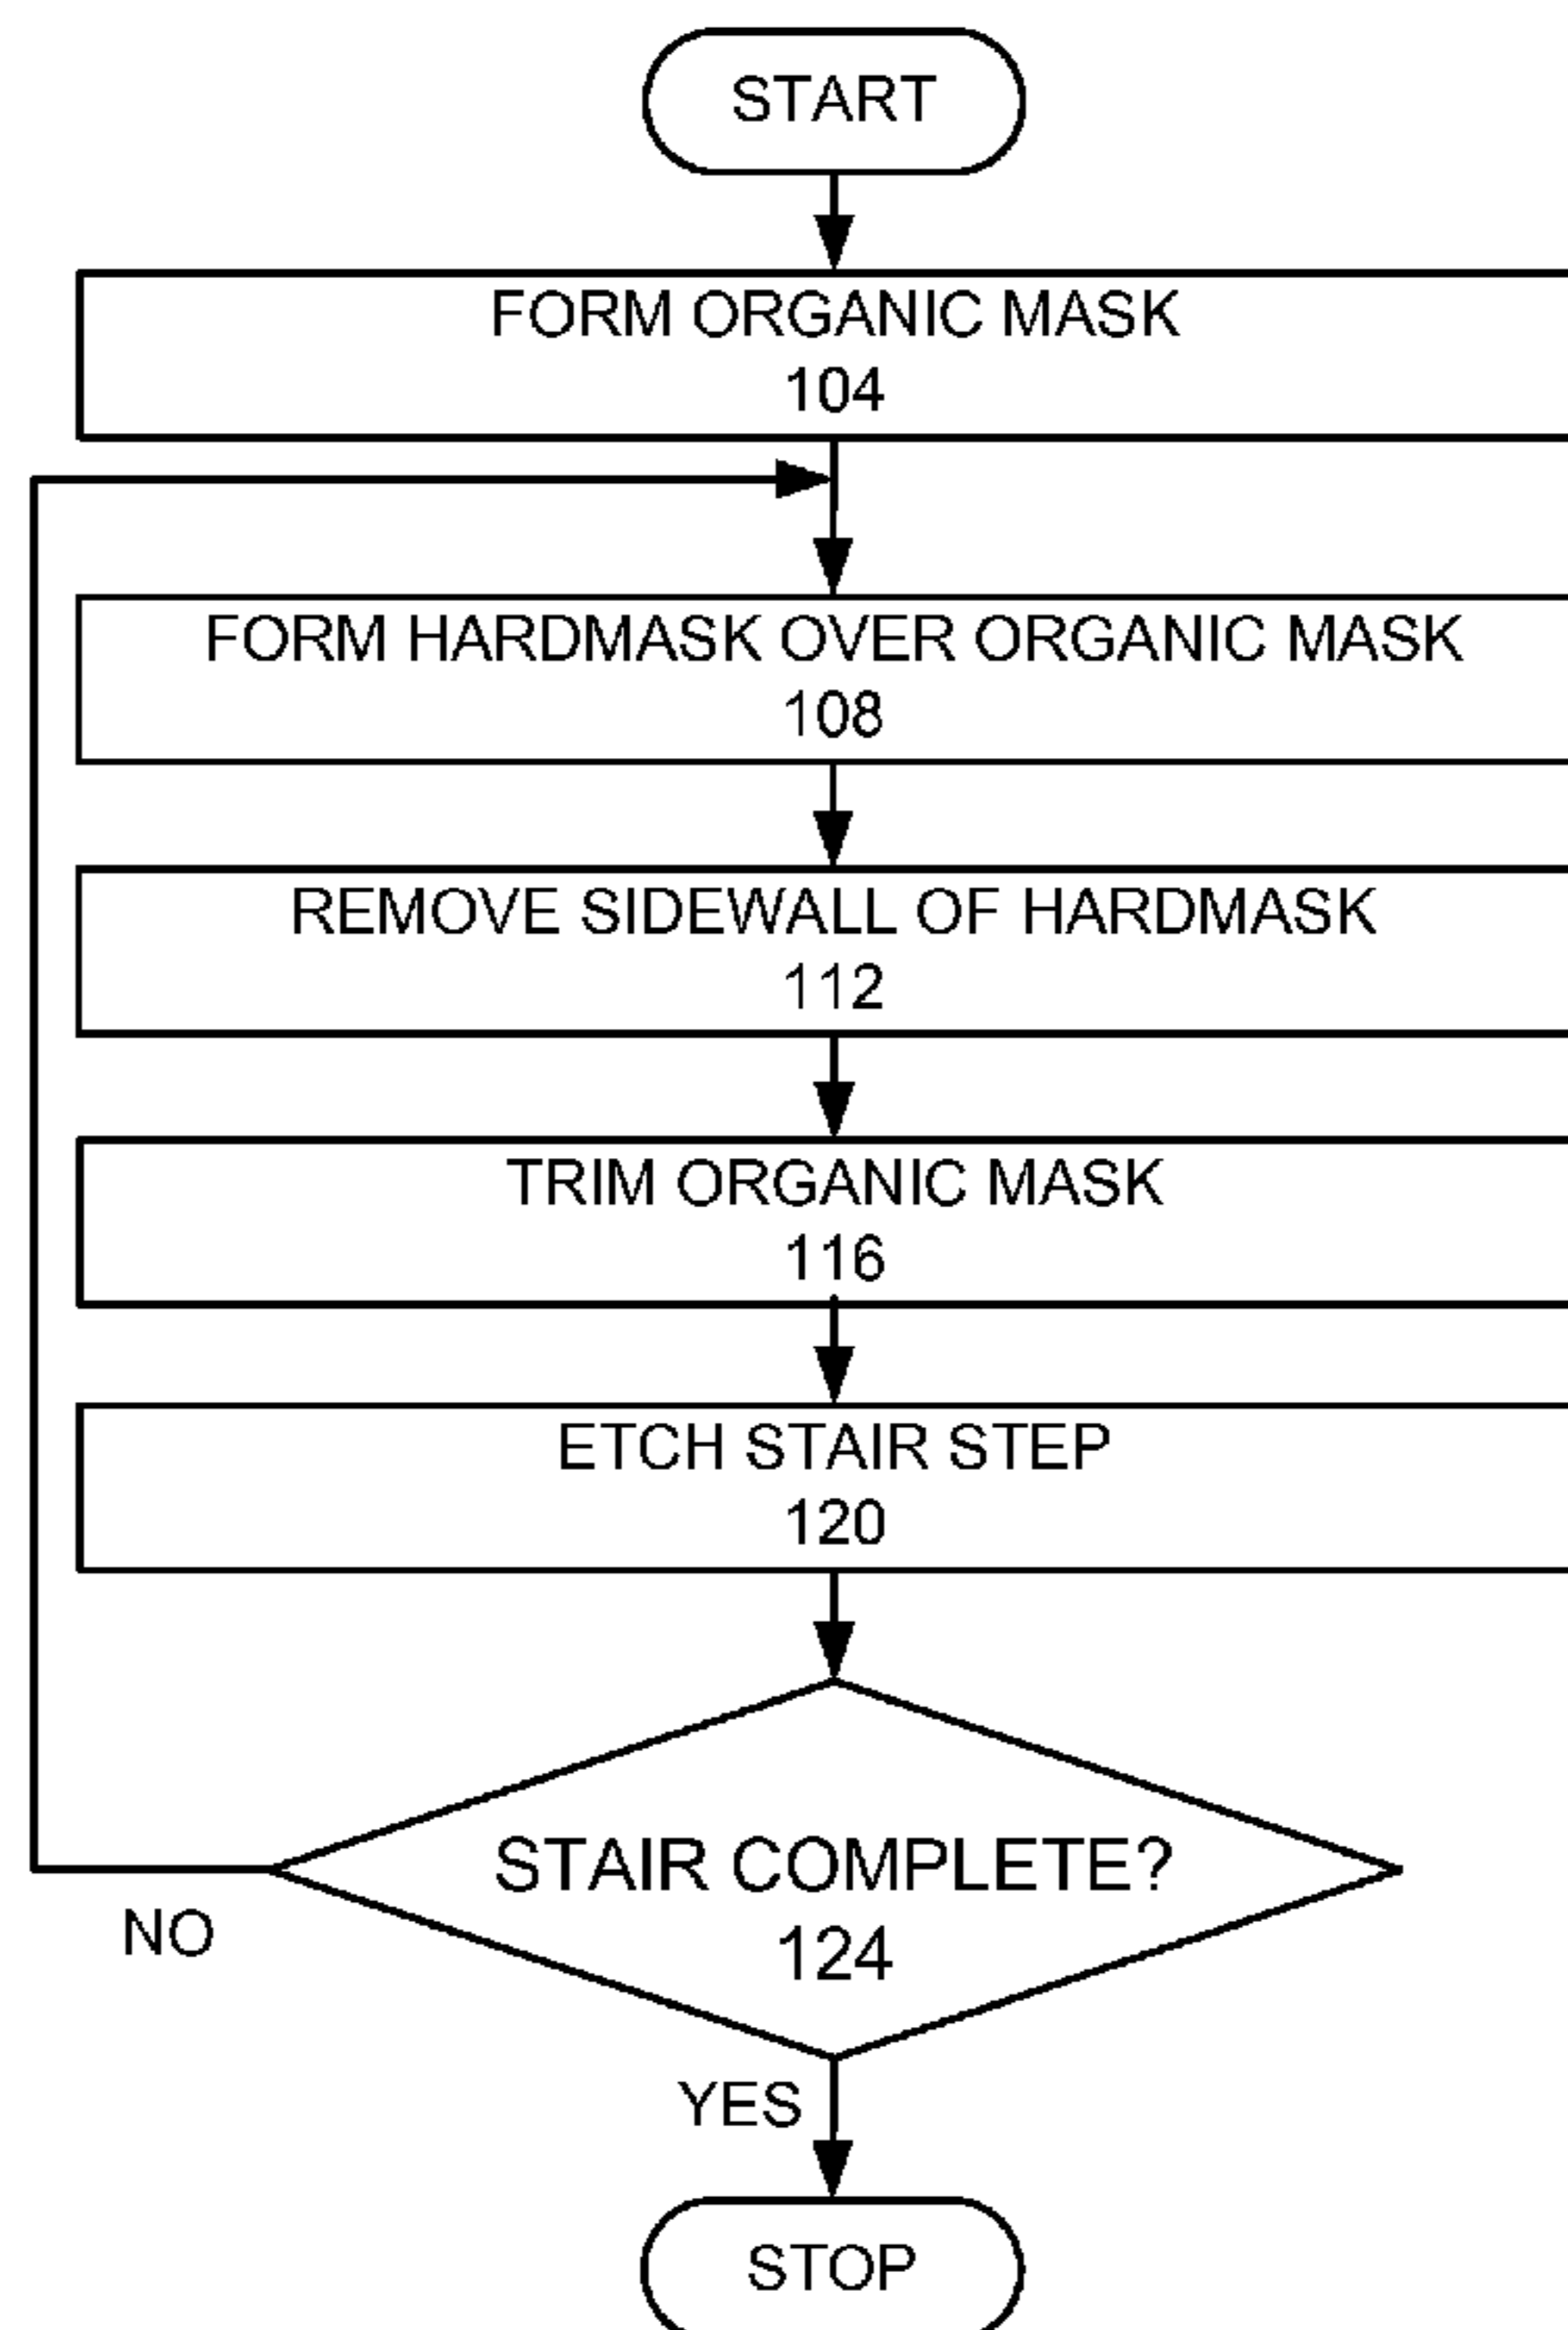 START
FORM ORGANIC MASK
104
FORM HARDMASK OVER ORGANIC MASK
108
REMOVE SIDEWALL OF HARDMASK
112
TRIM ORGANIC MASK
116
ETCH STAIR STEP
120
STAIR COMPLETE?
124
NO
YES
STOP